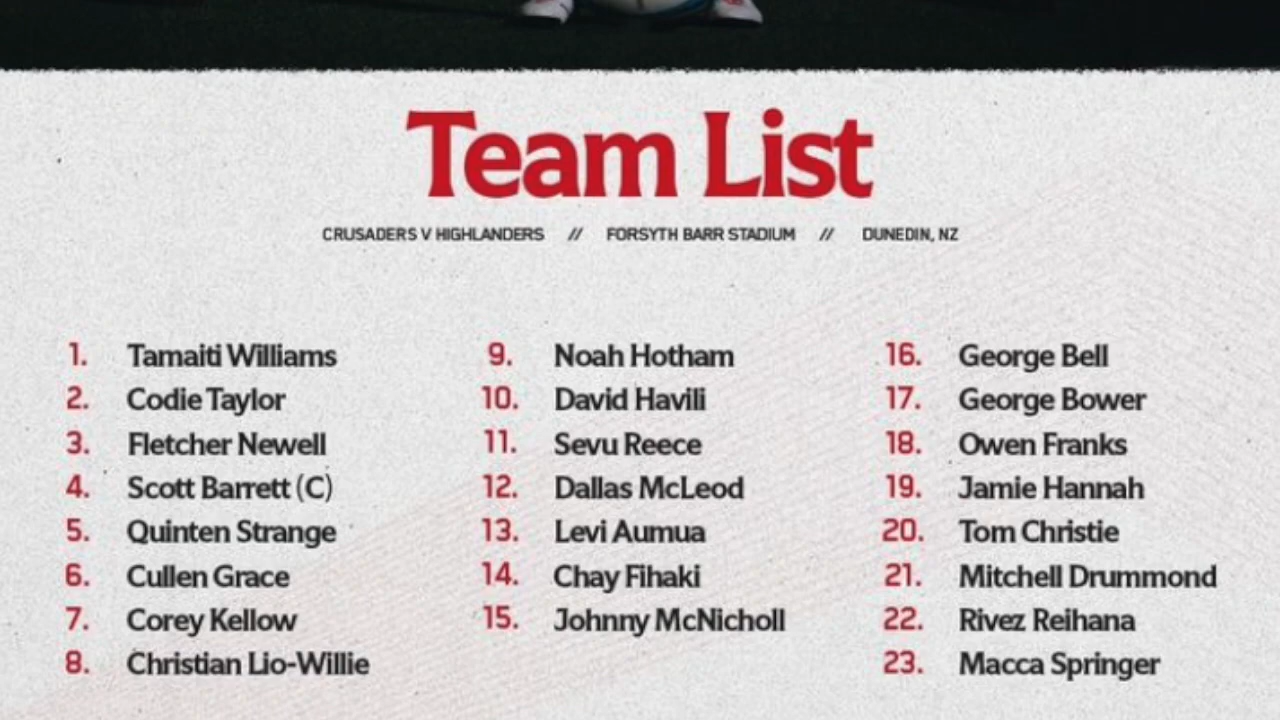 Team List
CRUSADERS V HIGHLANDERS // FORSYTH BARR STADIUM // DUNEDIN, NZ
1. Tamaiti Williams
2. Codie Taylor
3. Fletcher Newell
4. Scott Barrett (C)
5. Quinten Strange
6. Cullen Grace
7. Corey Kellow
8. Christian Lio-Willie
9. Noah Hotham
10. David Havili
11. Sevu Reece
12. Dallas McLeod
13. Levi Aumua
14. Chay Fihaki
15. Johnny McNicholl
16. George Bell
17. George Bower
18. Owen Franks
19. Jamie Hannah
20. Tom Christie
21. Mitchell Drummond
22. Rivez Reihana
23. Macca Springer